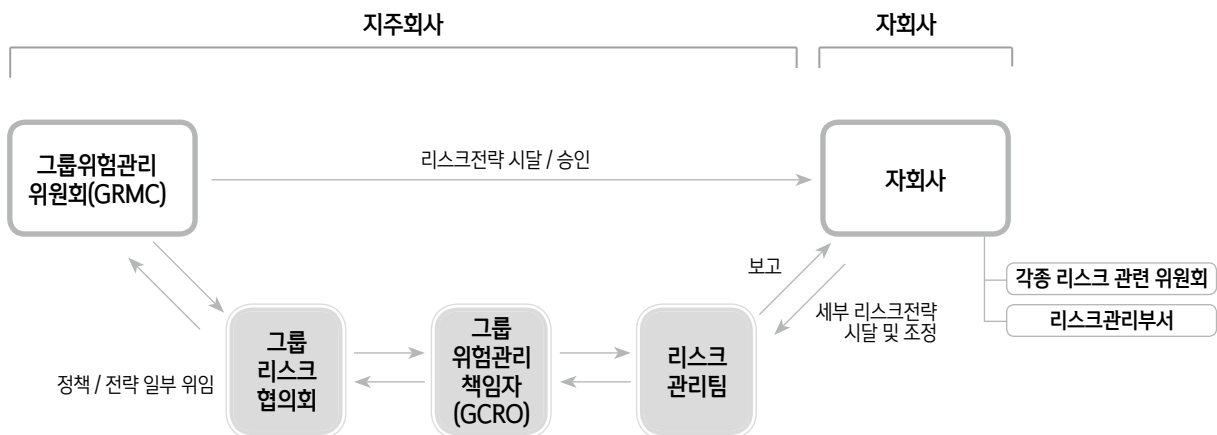 지주회사
자회사
그룹위험관리
위원회(GRMC)
리스크전략 시달 / 승인
자회사
보고
각종 리스크 관련 위원회
리스크관리부서
세부 리스크전략
시달 및 조정
정책 / 전략 일부 위임
그룹
리스크
협의회
그룹
위험관리
책임자
(GCRO)
리스크
관리팀